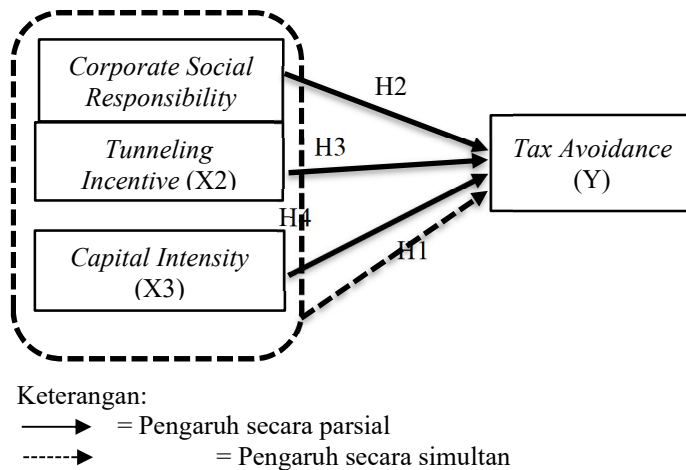 Corporate Social
Responsibility
H2
Tunneling
Incentive (X2)
H3
Tax Avoidance
(Y)
H4
Capital Intensity
(X3)
H1
Keterangan:
= Pengaruh secara parsial
= Pengaruh secara simultan